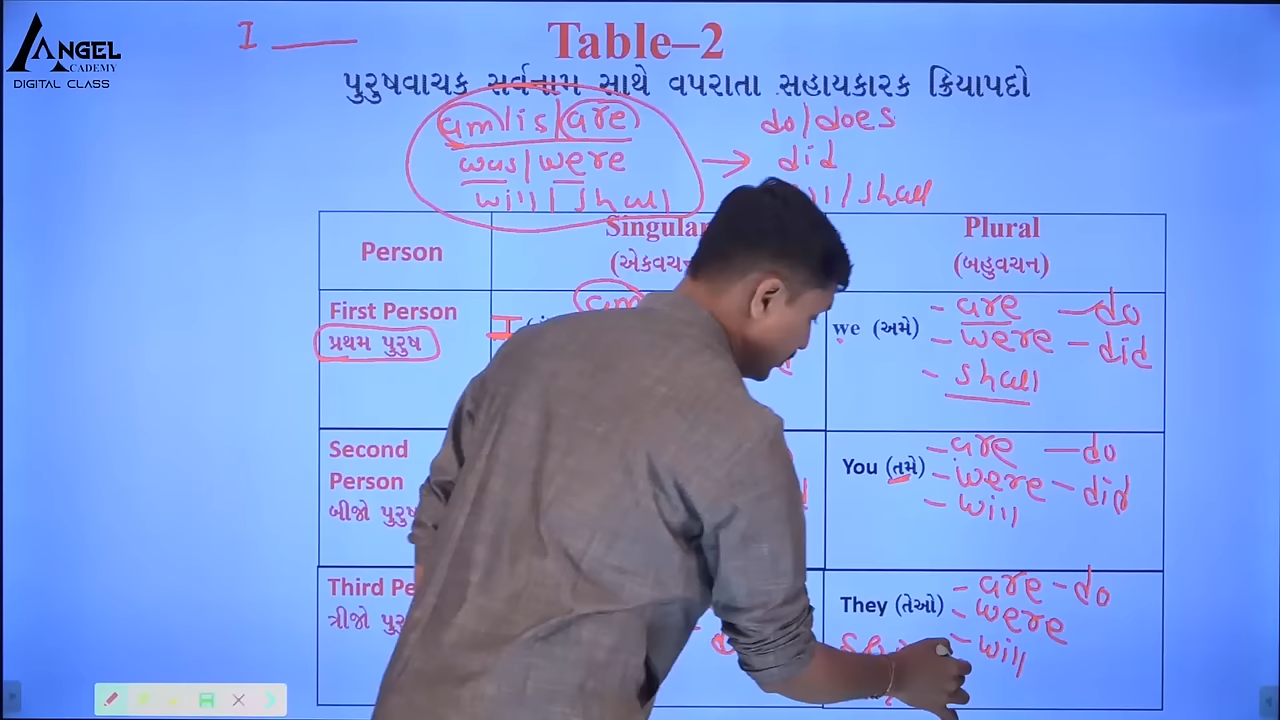 ANGEL
ACADEMY
DIGITAL CLASS
I
Table–2
પુરુષવાચક સર્વનામ સાથે વપરાતા સહાયકારક ક્રિયાપદો
am/is/are
was/were
will/shall
do/does
did
/shall
Person
Plural
(બહુવચન)
First Person
પ્રથમ પુરુષ
I
am
we (અમે)
- are - do
- were - did
- shall
Second
Person
બીજો
You (તમે)
- are - do
- were - did
- will
Third
ત્રીજો
They (તેઓ)
- are - do
- were
- will